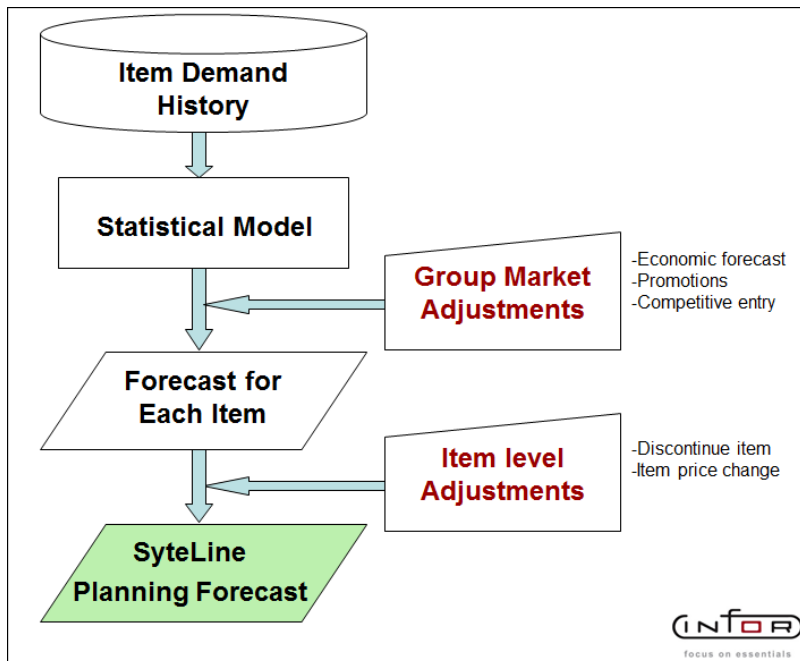 Item Demand
History
Statistical Model
Group Market
Adjustments
-Economic forecast
-Promotions
-Competitive entry
Forecast for
Each Item
Item level
Adjustments
-Discontinue item
-Item price change
SyteLine
Planning Forecast
infor
focus on essentials